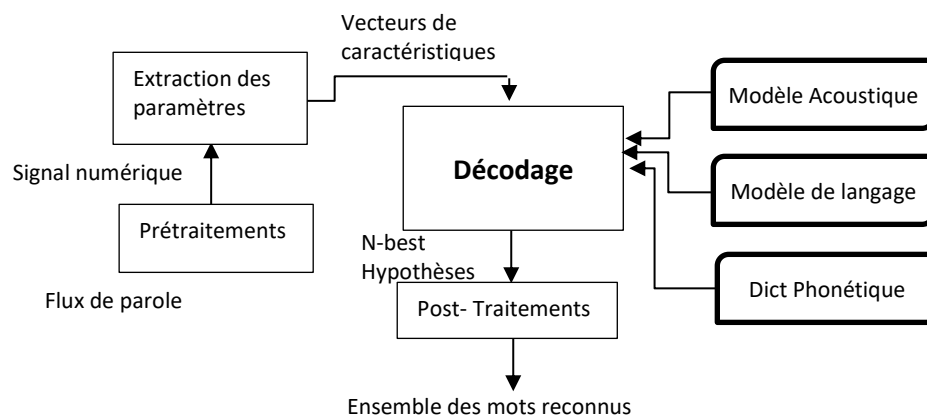 Vecteurs de
caractéristiques
Extraction des
paramètres
Modèle Acoustique
Signal numérique
Décodage
Modèle de langage
Prétraitements
N-best
Hypothèses
Flux de parole
Post- Traitements
Dict Phonétique
Ensemble des mots reconnus